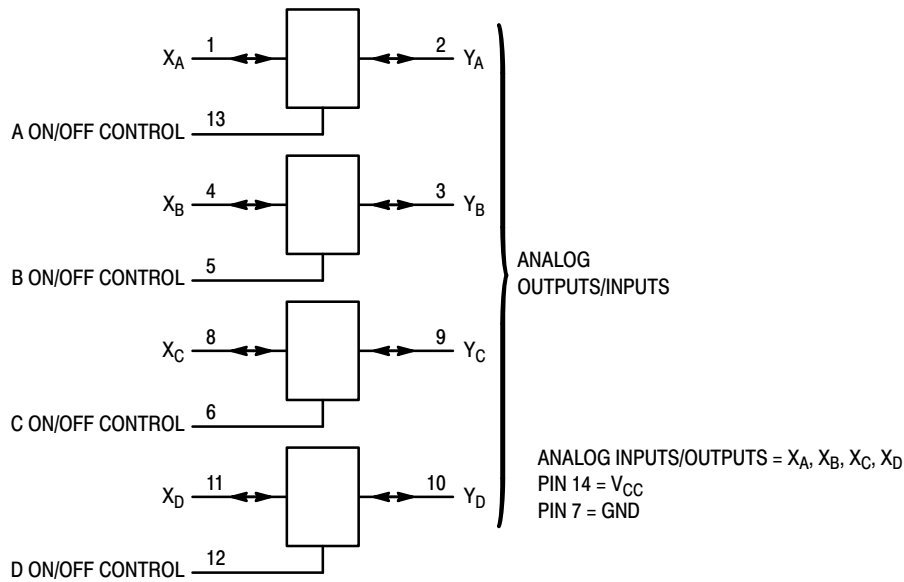 X_A 1 2 Y_A
A ON/OFF CONTROL 13
X_B 4 3 Y_B
B ON/OFF CONTROL 5
X_C 8 9 Y_C
C ON/OFF CONTROL 6
X_D 11 10 Y_D
D ON/OFF CONTROL 12
ANALOG
OUTPUTS/INPUTS
ANALOG INPUTS/OUTPUTS = X_A, X_B, X_C, X_D
PIN 14 = V_CC
PIN 7 = GND